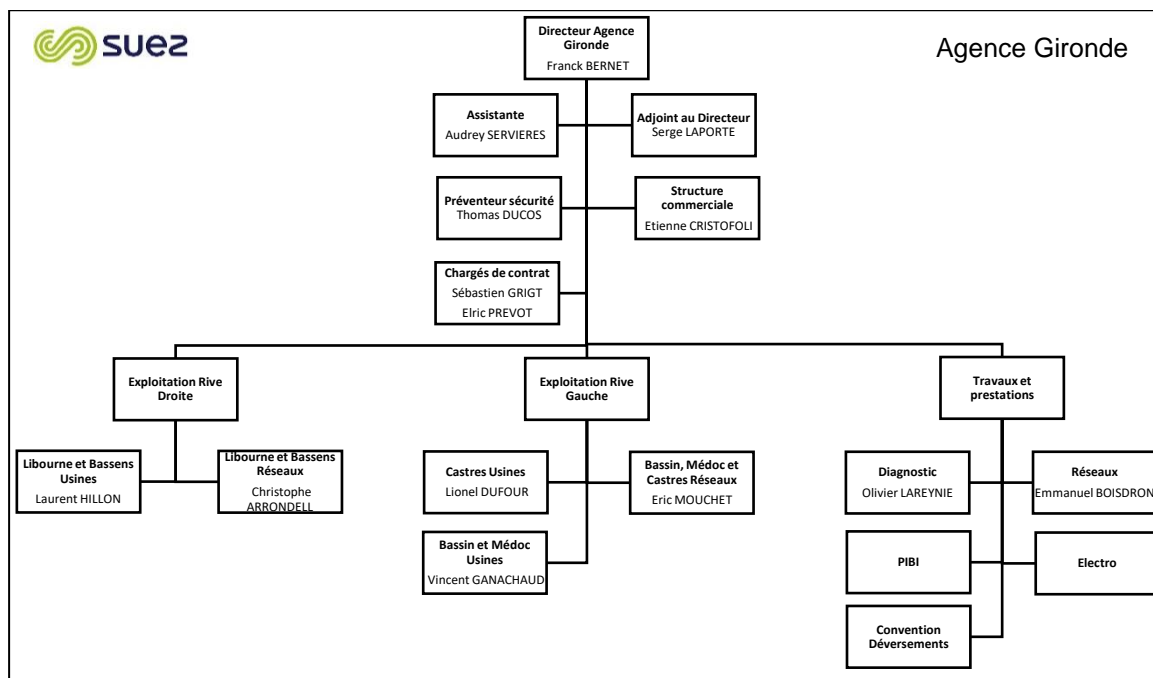 suez
Agence Gironde
Directeur Agence
Gironde
Franck BERNET
Assistante
Audrey SERVIERES
Adjoint au Directeur
Serge LAPORTE
Préventeur sécurité
Thomas DUCOS
Structure
commerciale
Etienne CRISTOFOLI
Chargés de contrat
Sébastien GRIGT
Elric PREVOT
Exploitation Rive
Droite
Exploitation Rive
Gauche
Travaux et
prestations
Libourne et Bassens
Usines
Laurent HILLON
Libourne et Bassens
Réseaux
Christophe
ARRONDELL
Castres Usines
Lionel DUFOUR
Bassin, Médoc et
Castres Réseaux
Eric MOUCHET
Bassin et Médoc
Usines
Vincent GANACHAUD
Diagnostic
Olivier LAREYNIE
Réseaux
Emmanuel BOISDRON
PIBI
Electro
Convention
Déversements